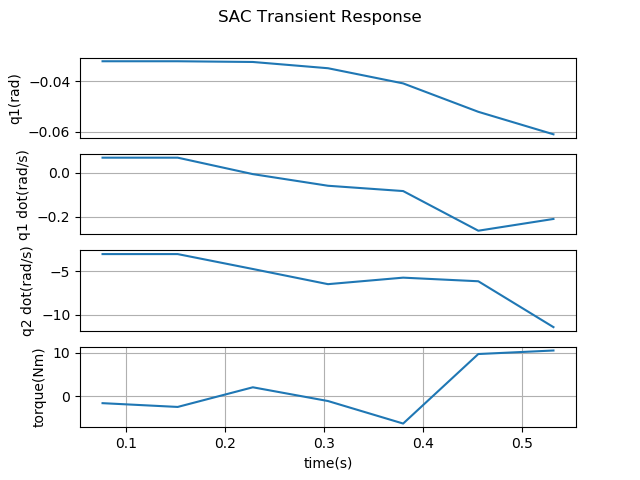 SAC Transient Response
q1(rad)
−0.04
−0.06
q1 dot(rad/s)
0.0
−0.2
q2 dot(rad/s)
−5
−10
torque(Nm)
10
0
0.1 0.2 0.3 0.4 0.5
time(s)